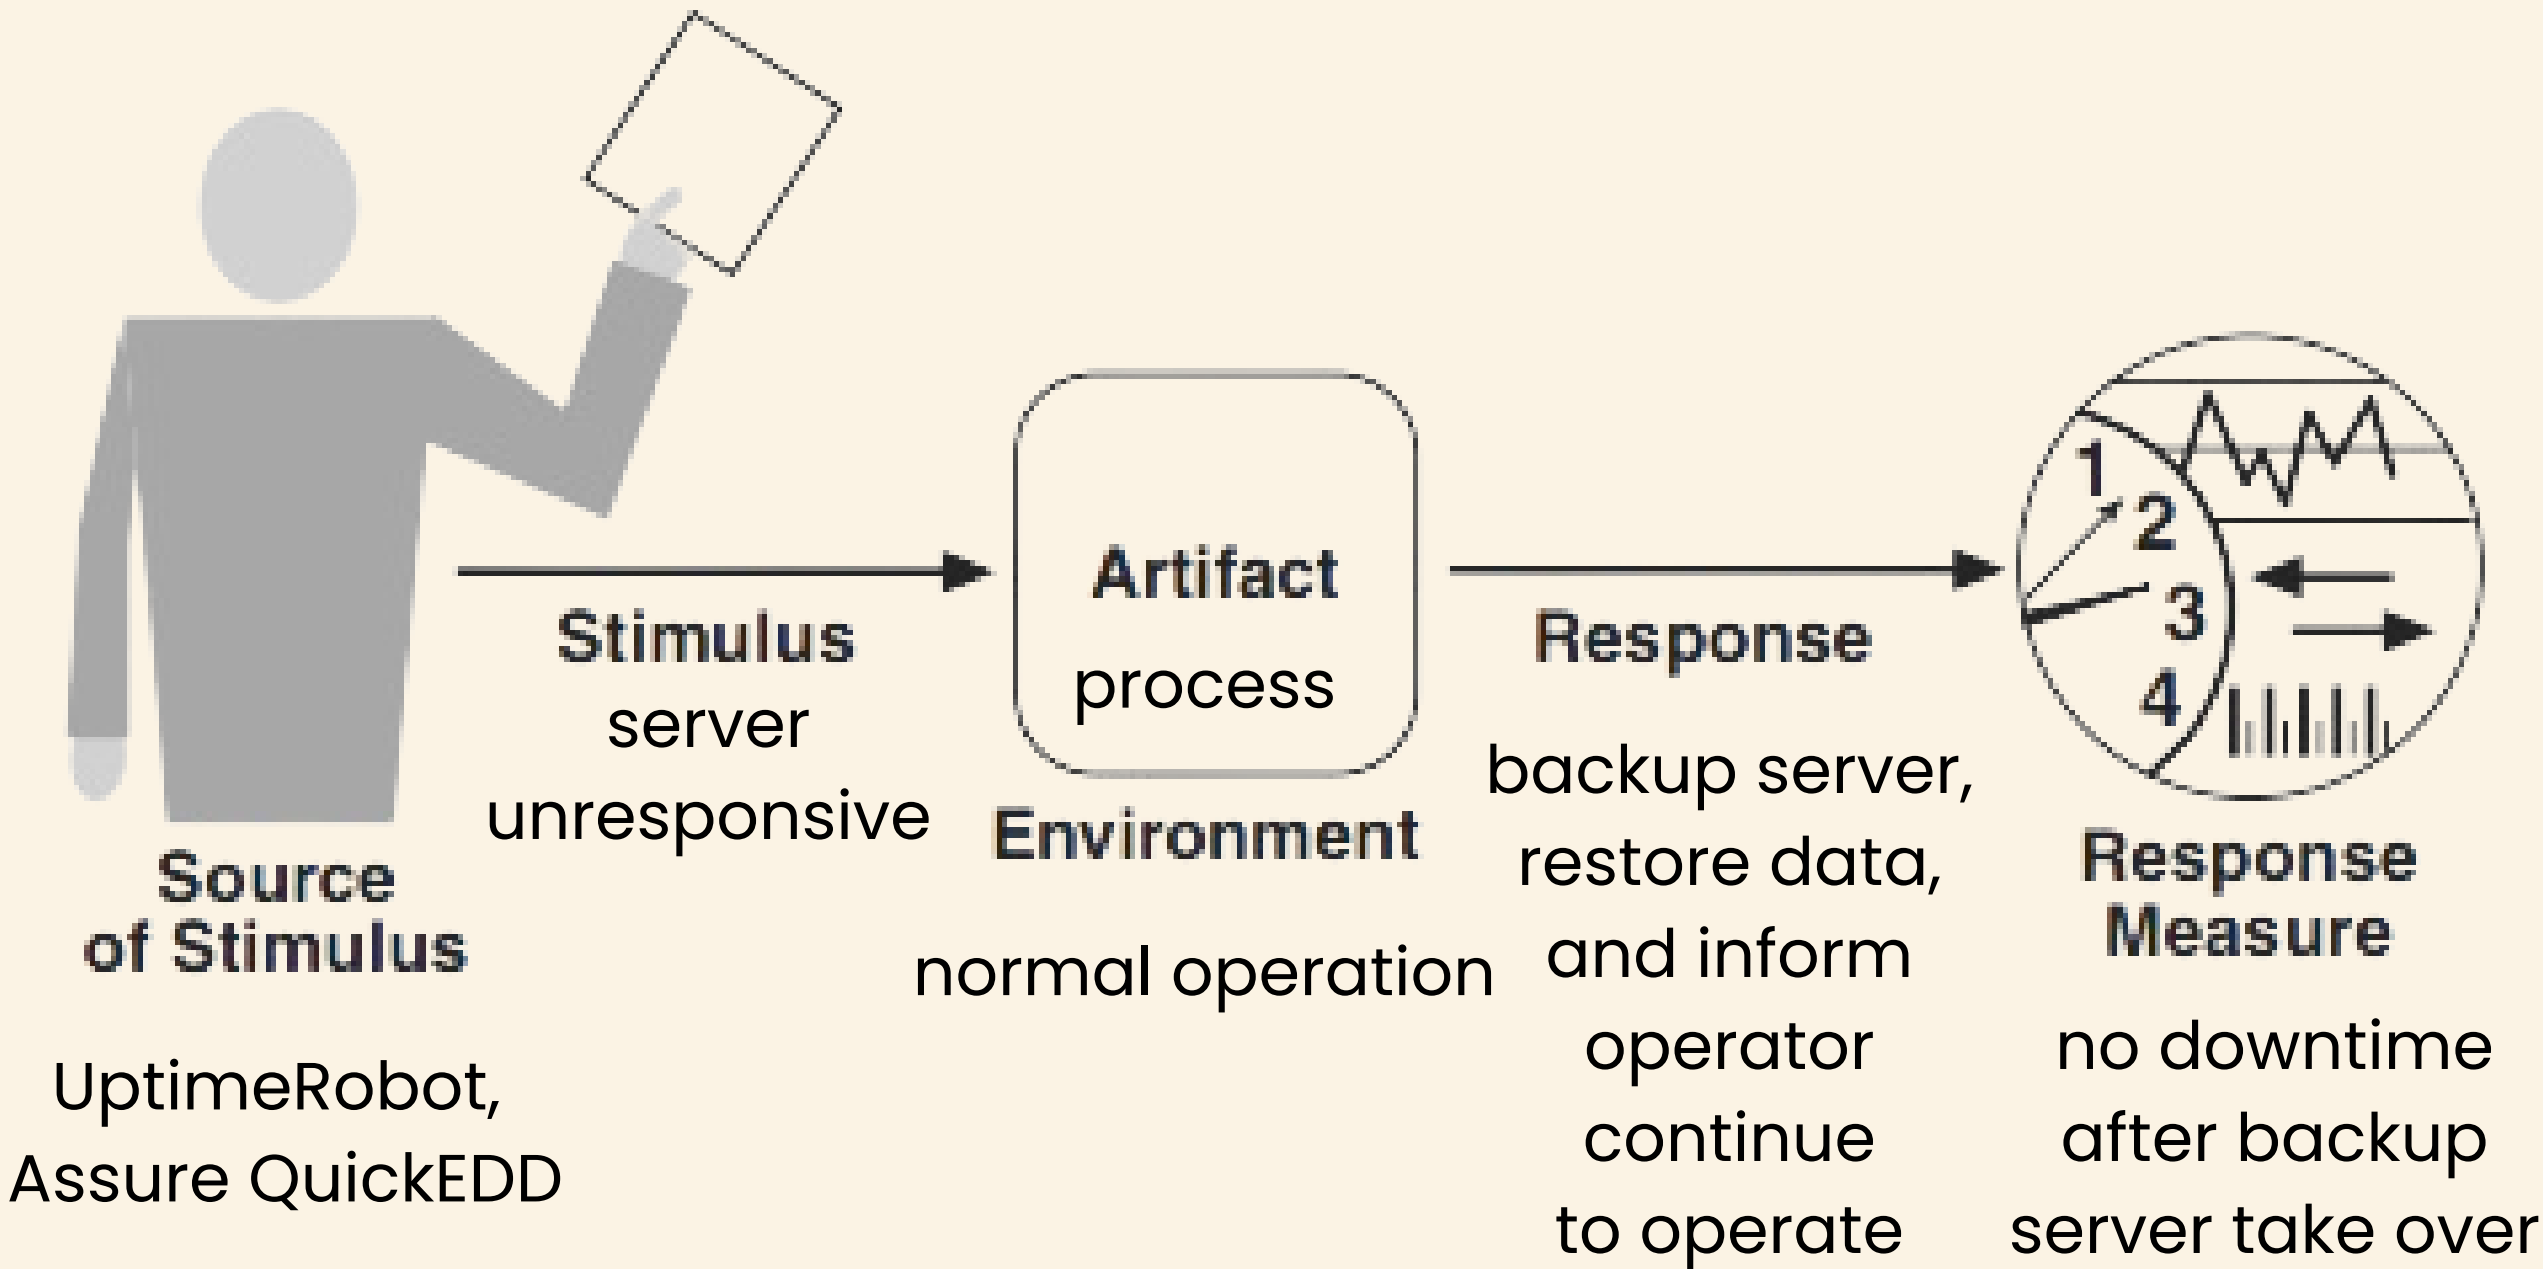 Source
of Stimulus
UptimeRobot,
Assure QuickEDD
Stimulus
server
unresponsive
Artifact
process
Environment
normal operation
Response
backup server,
restore data,
and inform
operator
continue
to operate
1
2
3
4
Response
Measure
no downtime
after backup
server take over